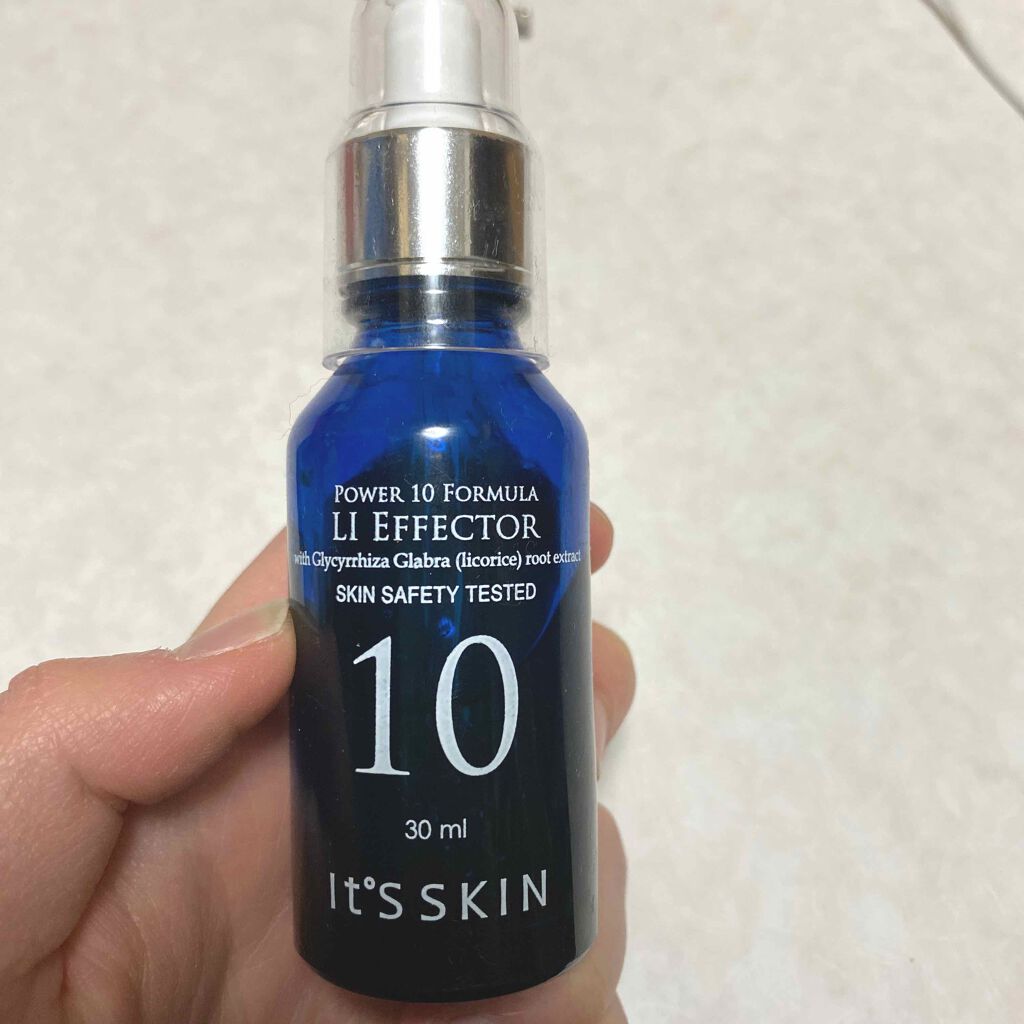 POWER 10 FORMULA
LI EFFECTOR
with Glycyrrhiza Glabra (licorice) root extract
SKIN SAFETY TESTED
10
30 ml
It°S SKIN